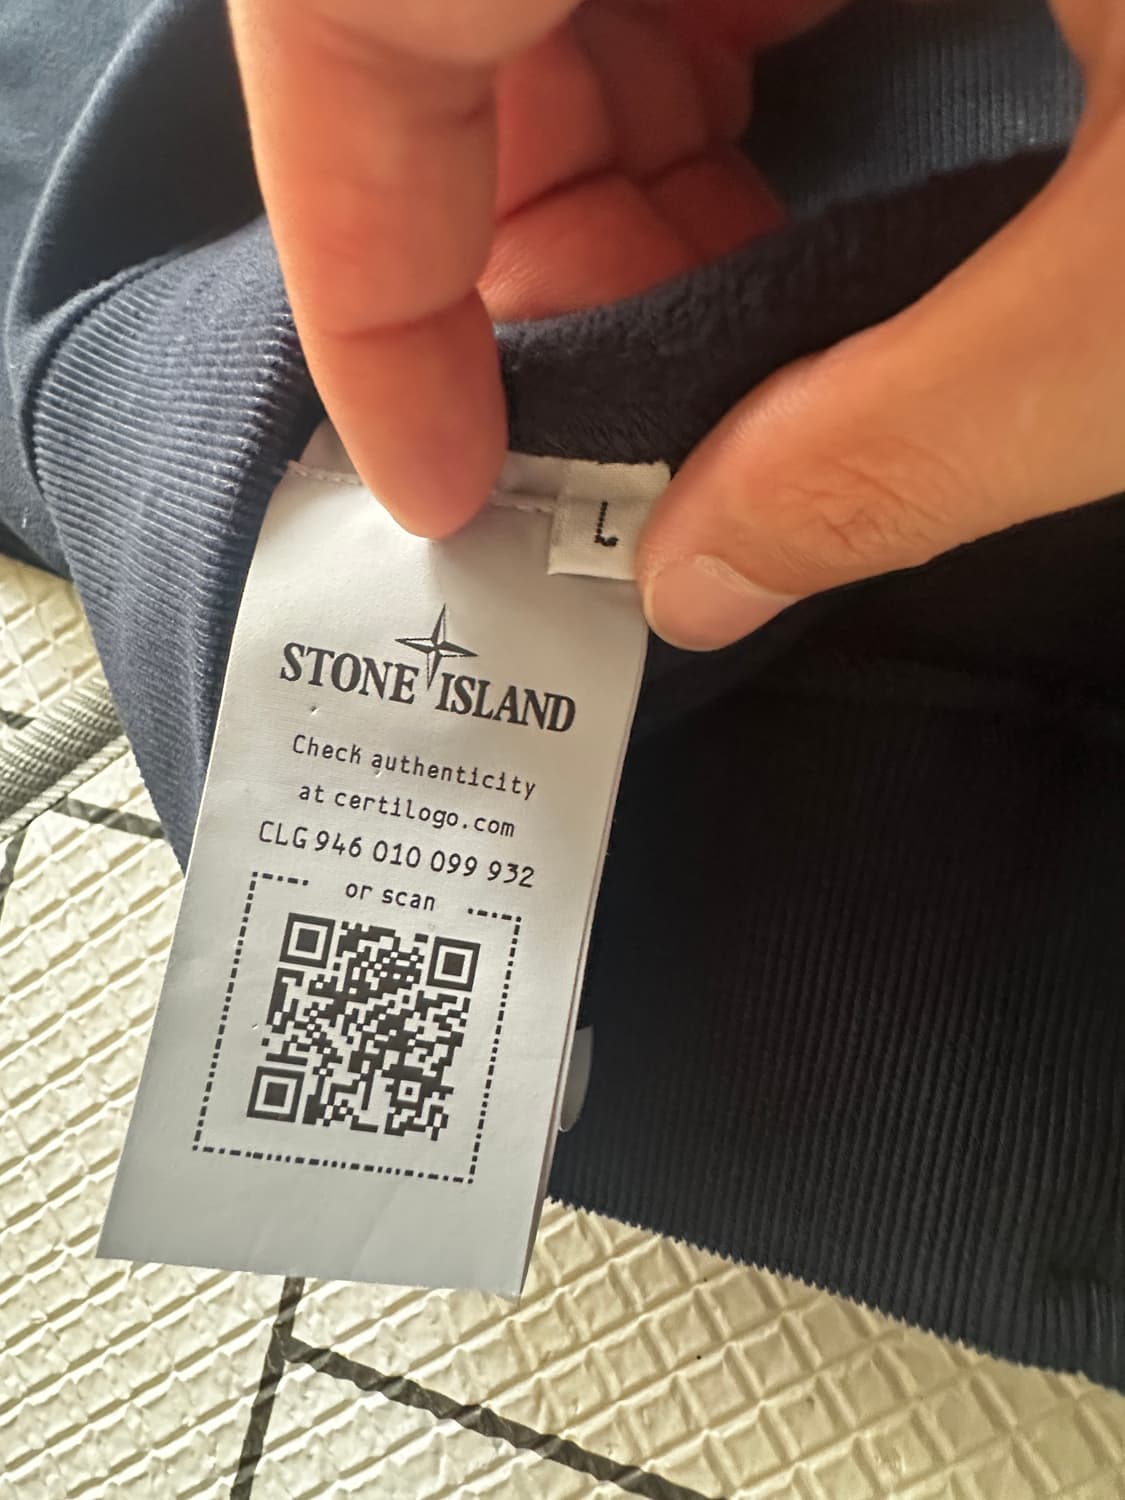 L
STONE ISLAND
Check authenticity
at certilogo.com
CLG 946 010 099 932
or scan